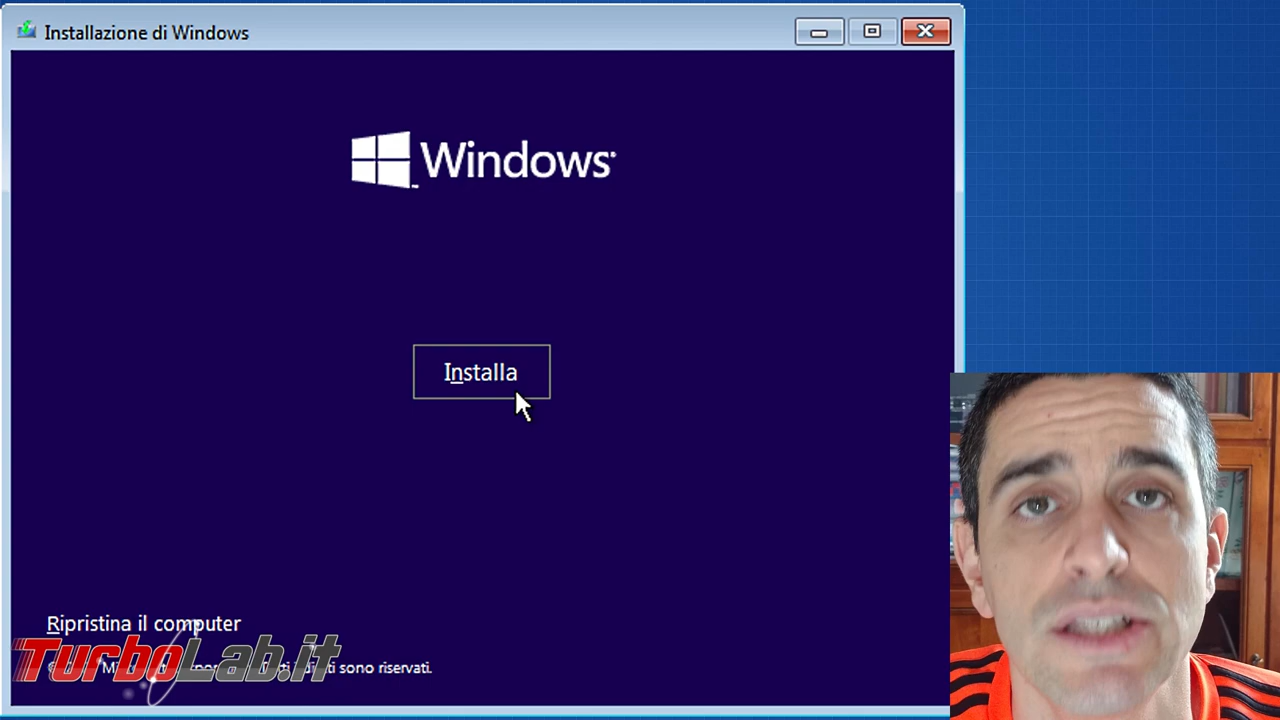 Installazione di Windows
Windows
Installa
Ripristina il computer
TurboLab.it
sono riservati.